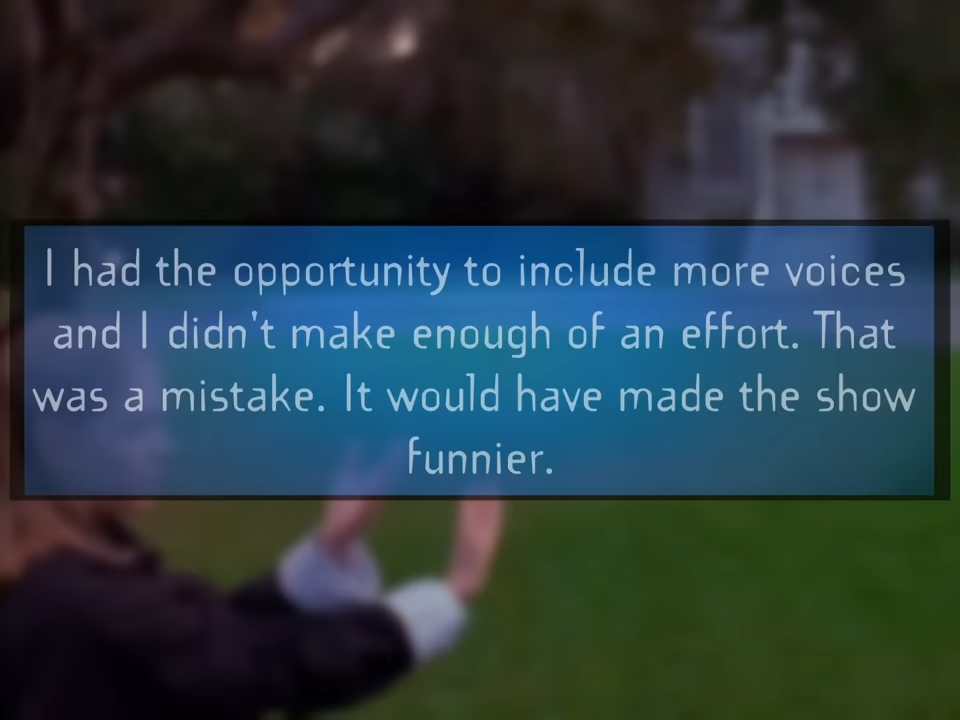 I had the opportunity to include more voices
and I didn't make enough of an effort. That
was a mistake. It would have made the show
funnier.